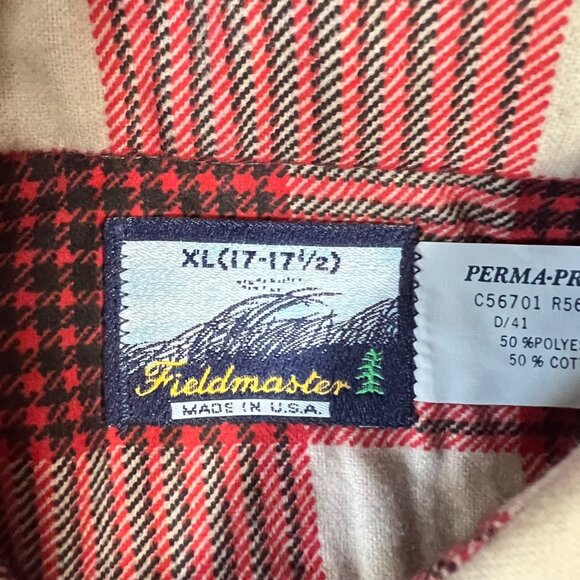 XL(17-17½)
Fieldmaster
MADE IN U.S.A.
PERMA-PR
C56701 R56
D/41
50 %POLYES
50 % COT